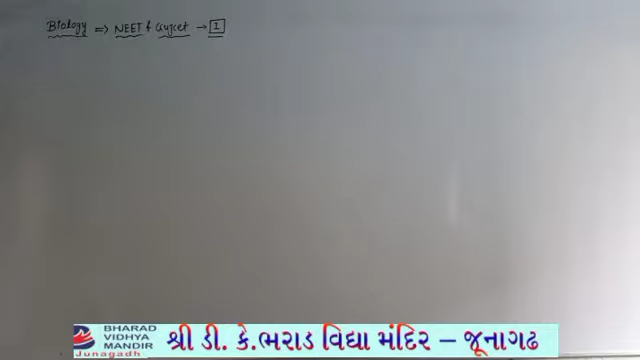 Biology => NEET & Gujcet → 1
BHARAD
VIDHYA
MANDIR
Junagadh
શ્રી ડી. કે.ભરાડ વિદ્યા મંદિર – જૂનાગઢ